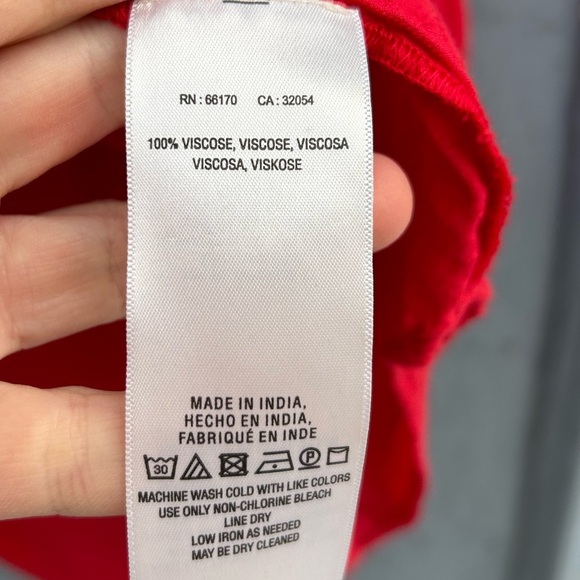 RN : 66170 CA : 32054
100% VISCOSE, VISCOSE, VISCOSA
VISCOSA, VISKOSE
MADE IN INDIA,
HECHO EN INDIA,
FABRIQUÉ EN INDE
30 P
MACHINE WASH COLD WITH LIKE COLORS
USE ONLY NON-CHLORINE BLEACH
LINE DRY
LOW IRON AS NEEDED
MAY BE DRY CLEANED